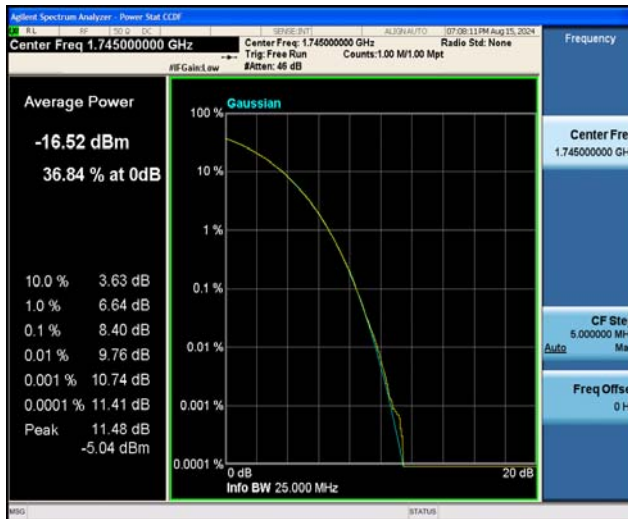 Agilent Spectrum Analyzer - Power Stat CCDF
RL RF 50 Ω DC SENSE:INT ALIGN AUTO 07:08:11 PM Aug 15, 2024
Center Freq 1.745000000 GHz
Center Freq: 1.745000000 GHz Radio Std: None
Trig: Free Run Counts:1.00 M/1.00 Mpt
#IFGain:Low #Atten: 46 dB
Frequency
Average Power
-16.52 dBm
36.84 % at 0dB
10.0 % 3.63 dB
1.0 % 6.64 dB
0.1 % 8.40 dB
0.01 % 9.76 dB
0.001 % 10.74 dB
0.0001 % 11.41 dB
Peak 11.48 dB
-5.04 dBm
Gaussian
100 %
10 %
1 %
0.1 %
0.01 %
0.001 %
0.0001 %
0 dB 20 dB
Info BW 25.000 MHz
Center Fre
1.745000000 GH
CF Ste
5.000000 MH
Auto Ma
Freq Offse
0 H
MSG STATUS